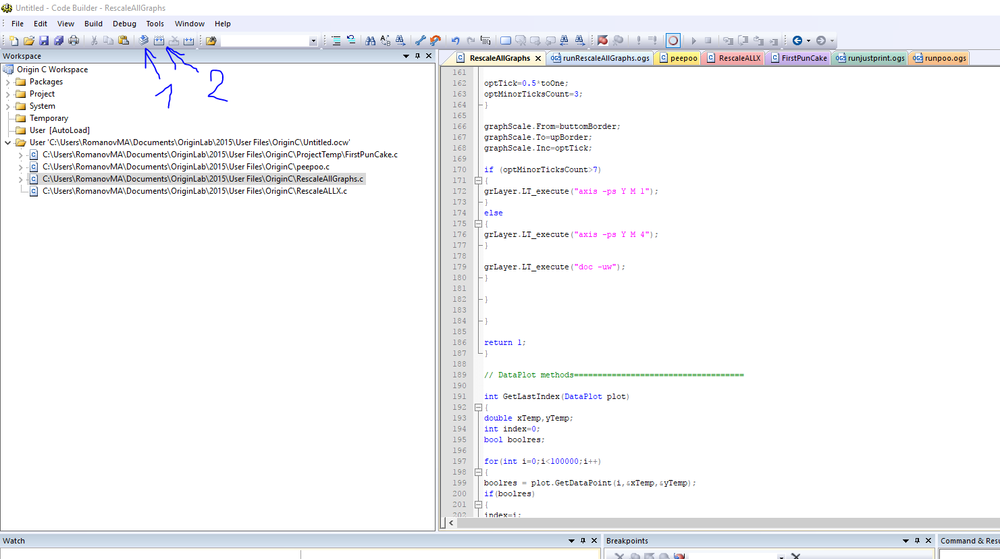 Untitled - Code Builder - RescaleAllGraphs
File Edit View Build Debug Tools Window Help
1
2
Workspace
Origin C Workspace
Packages
Project
System
Temporary
User [AutoLoad]
User 'C:\Users\RomanovMA\Documents\OriginLab\2015\User Files\OriginC\Untitled.ocw'
C:\Users\RomanovMA\Documents\OriginLab\2015\User Files\OriginC\ProjectTemp\FirstPunCake.c
C:\Users\RomanovMA\Documents\OriginLab\2015\User Files\OriginC\peepoo.c
C:\Users\RomanovMA\Documents\OriginLab\2015\User Files\OriginC\RescaleAllGraphs.c
C:\Users\RomanovMA\Documents\OriginLab\2015\User Files\OriginC\RescaleALLX.c
RescaleAllGraphs runRescaleAllGraphs.ogs peepoo RescaleALLX FirstPunCake runjustprint.ogs runpoo.ogs
161
162 optTick=0.5*toOne;
163 optMinorTicksCount=3;
164 }
165
166 graphScale.From=buttomBorder;
167 graphScale.To=upBorder;
168 graphScale.Inc=optTick;
169
170 if (optMinorTicksCount>7)
171 {
172 grLayer.LT_execute("axis -ps Y M 1");
173 }
174 else
175 {
176 grLayer.LT_execute("axis -ps Y M 4");
177 }
178
179 grLayer.LT_execute("doc -uw");
180 }
181
182 }
183
184 }
185
186 return 1;
187 }
188
189 // DataPlot methods====================================
190
191 int GetLastIndex(DataPlot plot)
192 {
193 double xTemp,yTemp;
194 int index=0;
195 bool boolres;
196
197 for(int i=0;i<100000;i++)
198 {
199 boolres = plot.GetDataPoint(i,&xTemp,&yTemp);
200 if(boolres)
201 {
202 index=i;
Watch
Breakpoints
Command & Resu